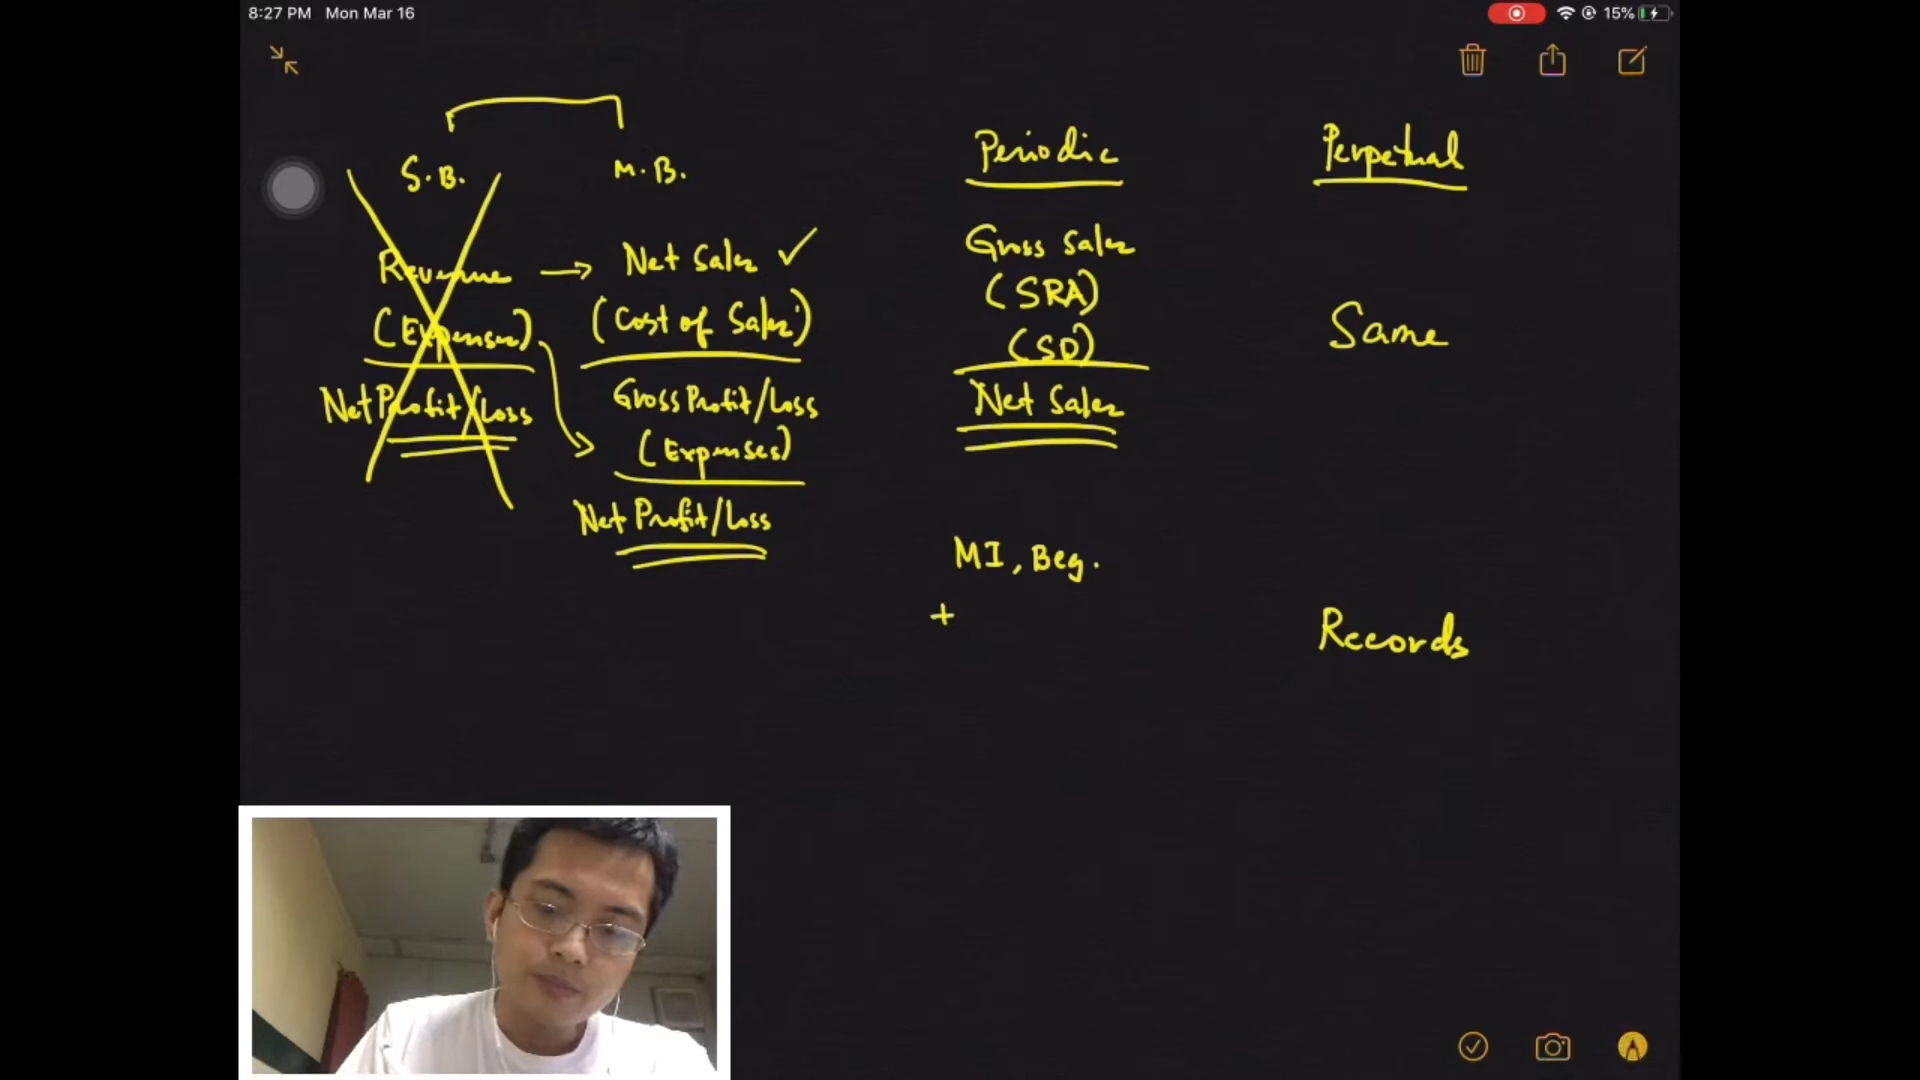 8:27 PM Mon Mar 16
15%
S.B.
M.B.
Revenue → Net Sales ✓
(Expenses)
(Cost of Sales)
Net Profit/Loss
Gross Profit/Loss
(Expenses)
Net Profit/Loss
Periodic
Gross Sales
(SRA)
(SD)
Net Sales
MI, Beg.
+
Perpetual
Same
Records